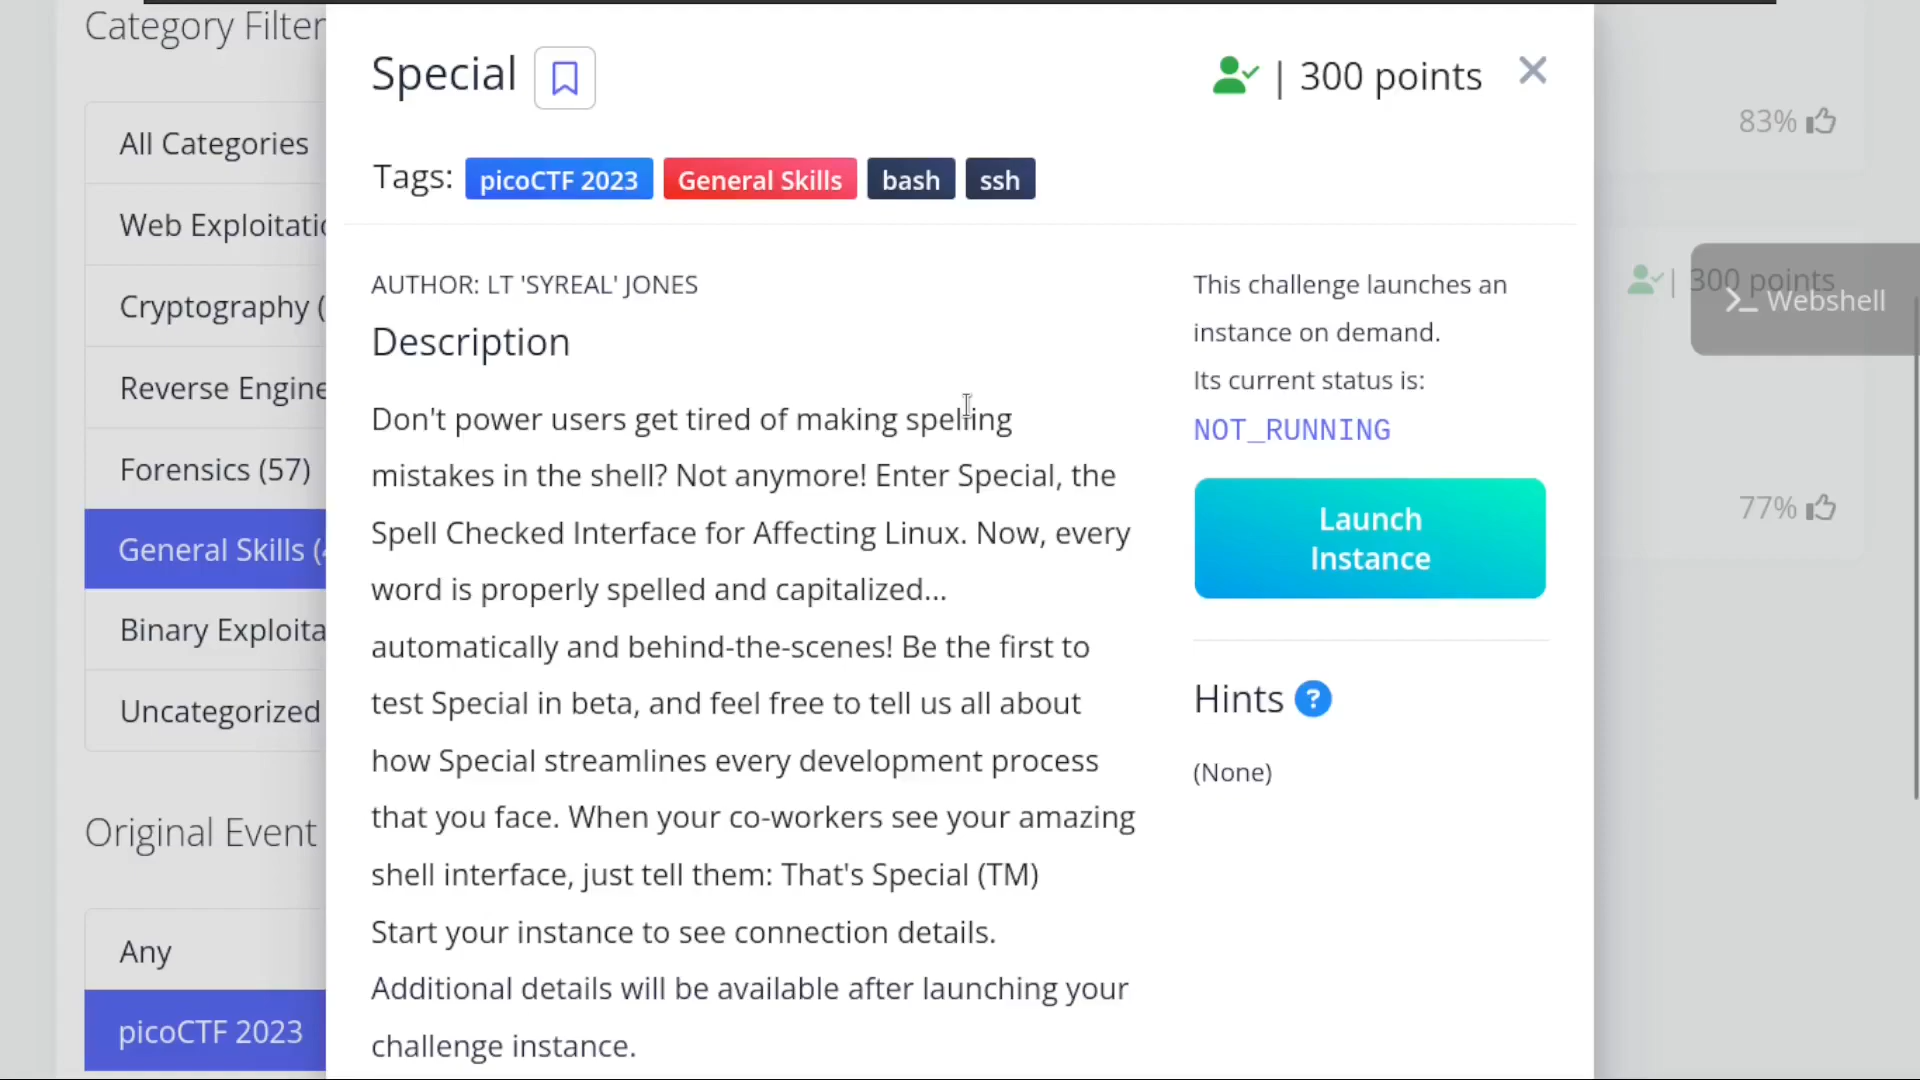 Category Filter
All Categories
Web Exploitatio
Cryptography (
Reverse Engine
Forensics (57)
General Skills (
Binary Exploita
Uncategorized
Original Event
Any
picoCTF 2023
Special
| 300 points
Tags: picoCTF 2023 General Skills bash ssh
AUTHOR: LT 'SYREAL' JONES
Description
Don't power users get tired of making spelling
mistakes in the shell? Not anymore! Enter Special, the
Spell Checked Interface for Affecting Linux. Now, every
word is properly spelled and capitalized...
automatically and behind-the-scenes! Be the first to
test Special in beta, and feel free to tell us all about
how Special streamlines every development process
that you face. When your co-workers see your amazing
shell interface, just tell them: That's Special (TM)
Start your instance to see connection details.
Additional details will be available after launching your
challenge instance.
This challenge launches an
instance on demand.
Its current status is:
NOT_RUNNING
Launch
Instance
Hints ?
(None)
83%
| 300 points
>_ Webshell
77%